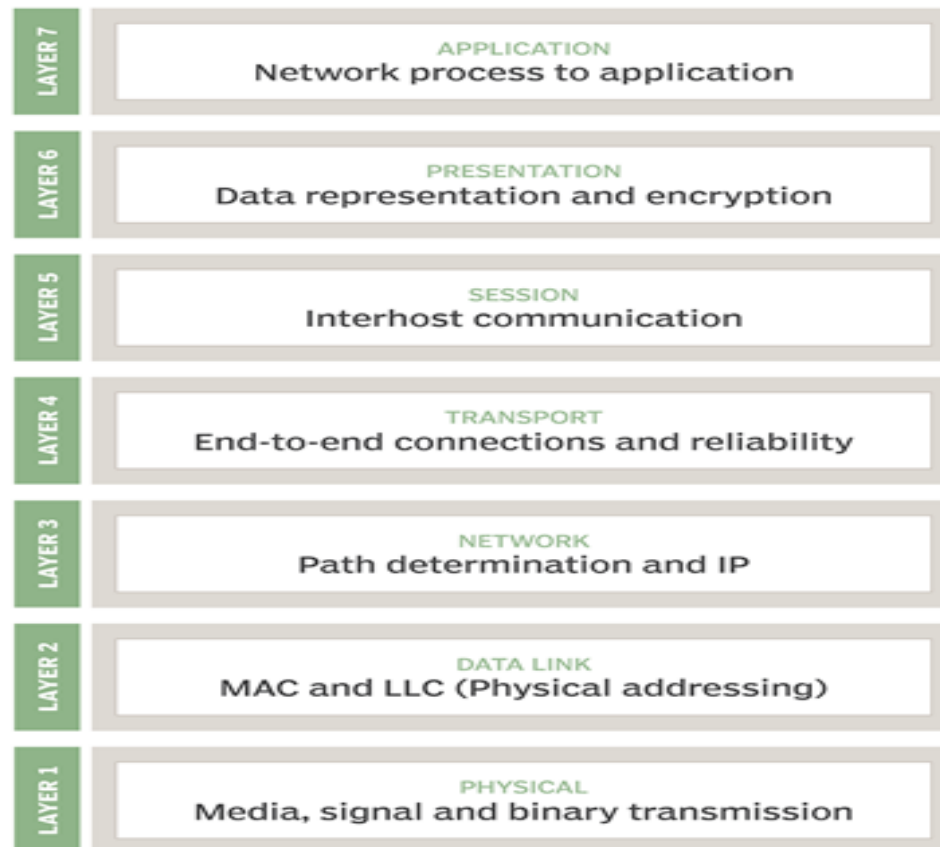 LAYER 7
APPLICATION
Network process to application
LAYER 6
PRESENTATION
Data representation and encryption
LAYER 5
SESSION
Interhost communication
LAYER 4
TRANSPORT
End-to-end connections and reliability
LAYER 3
NETWORK
Path determination and IP
LAYER 2
DATA LINK
MAC and LLC (Physical addressing)
LAYER 1
PHYSICAL
Media, signal and binary transmission